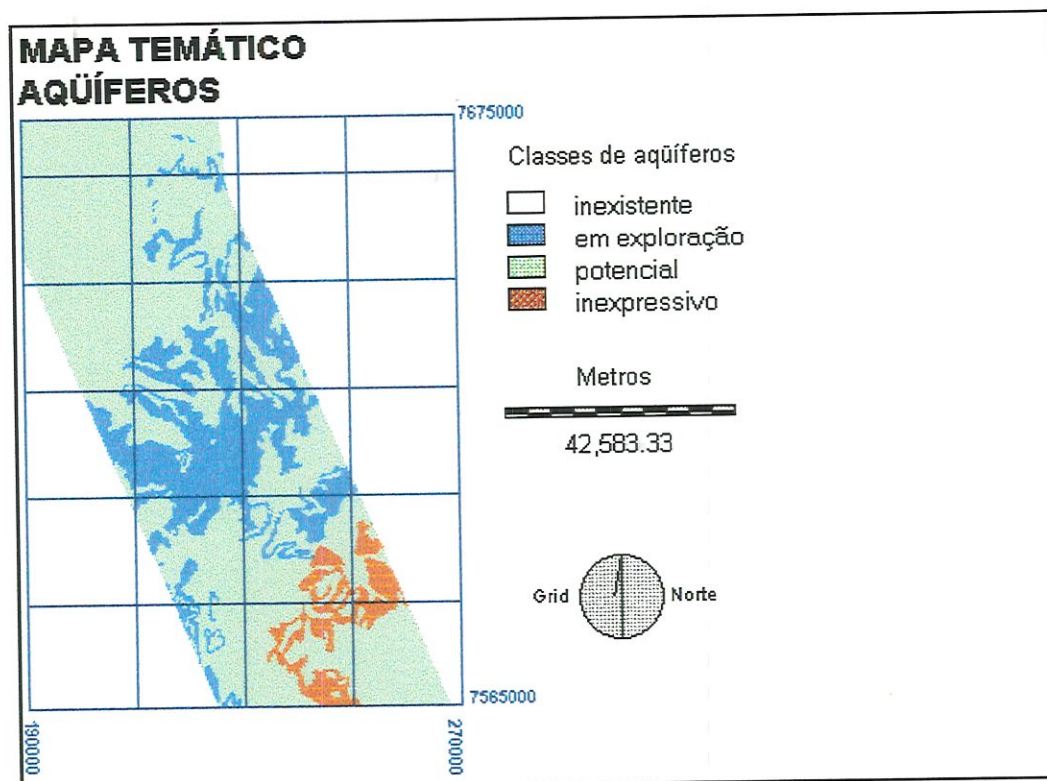 MAPA TEMÁTICO
AQÜÍFEROS
7675000
Classes de aqüíferos
inexistente
em exploração
potencial
inexpressivo
Metros
42,583.33
Grid
Norte
7565000
190000
270000